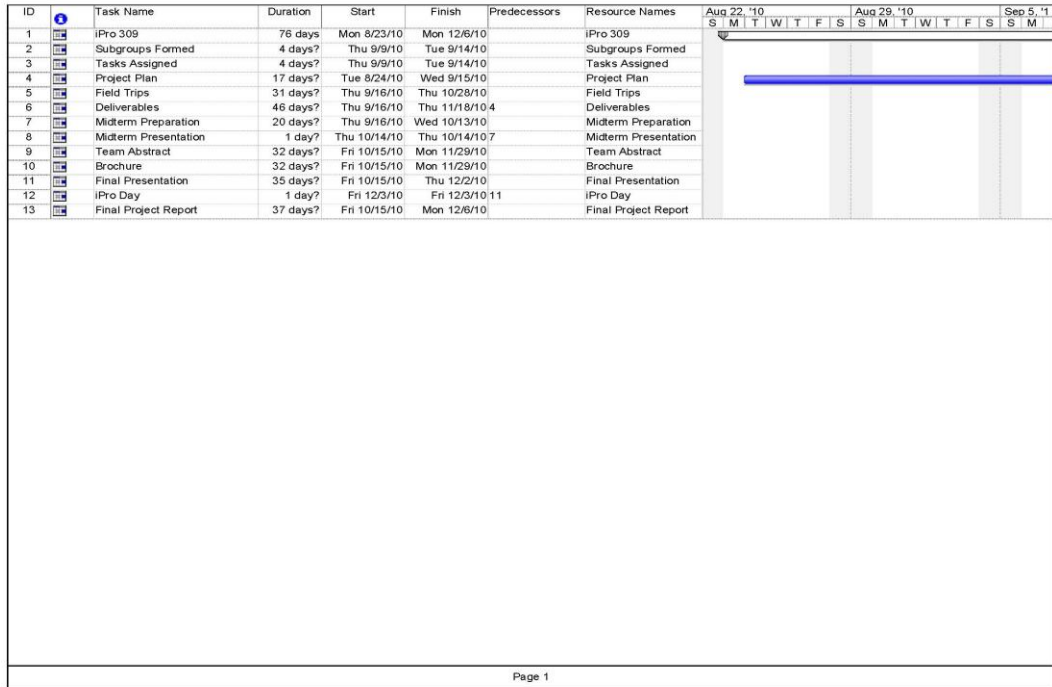 ID Task Name Duration Start Finish Predecessors Resource Names Aug 22, '10 Aug 29, '10 Sep 5, '1
S M T W T F S S M T W T F S S M
1 iPro 309 76 days Mon 8/23/10 Mon 12/6/10 iPro 309
2 Subgroups Formed 4 days? Thu 9/9/10 Tue 9/14/10 Subgroups Formed
3 Tasks Assigned 4 days? Thu 9/9/10 Tue 9/14/10 Tasks Assigned
4 Project Plan 17 days? Tue 8/24/10 Wed 9/15/10 Project Plan
5 Field Trips 31 days? Thu 9/16/10 Thu 10/28/10 Field Trips
6 Deliverables 46 days? Thu 9/16/10 Thu 11/18/10 4 Deliverables
7 Midterm Preparation 20 days? Thu 9/16/10 Wed 10/13/10 Midterm Preparation
8 Midterm Presentation 1 day? Thu 10/14/10 Thu 10/14/10 7 Midterm Presentation
9 Team Abstract 32 days? Fri 10/15/10 Mon 11/29/10 Team Abstract
10 Brochure 32 days? Fri 10/15/10 Mon 11/29/10 Brochure
11 Final Presentation 35 days? Fri 10/15/10 Thu 12/2/10 Final Presentation
12 iPro Day 1 day? Fri 12/3/10 Fri 12/3/10 11 iPro Day
13 Final Project Report 37 days? Fri 10/15/10 Mon 12/6/10 Final Project Report
Page 1